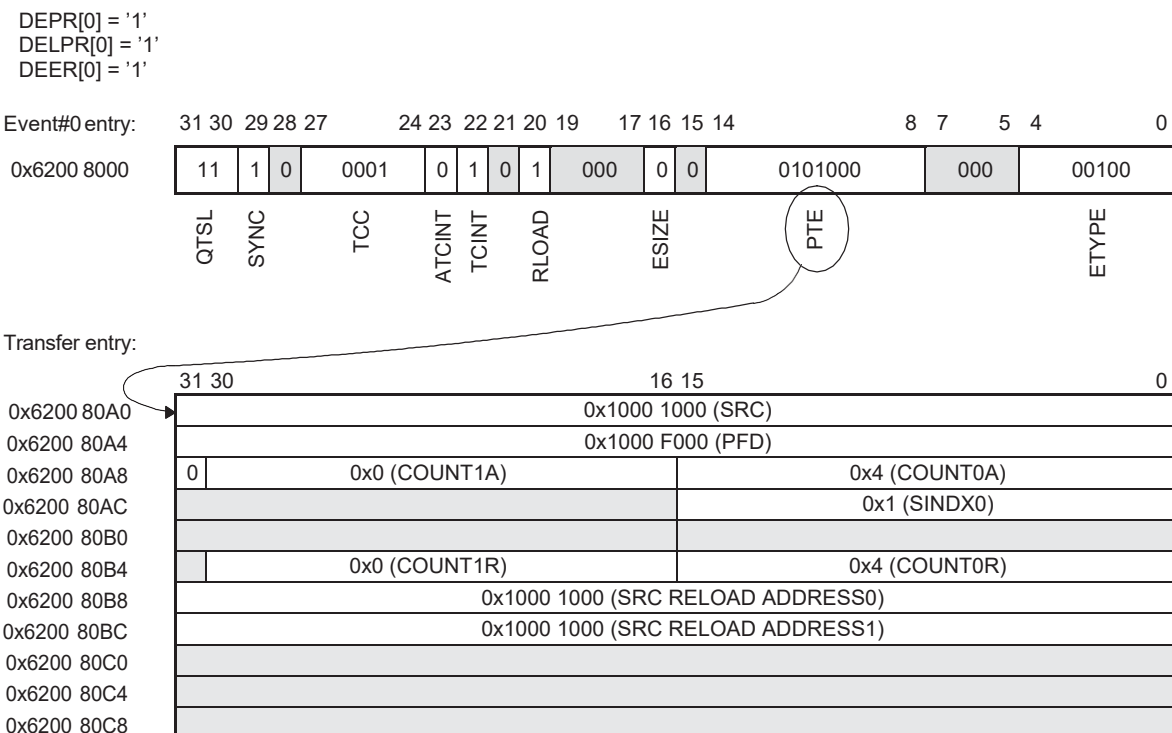 DEPR[0] = '1'
DELPR[0] = '1'
DEER[0] = '1'
Event#0 entry: 31 30 29 28 27 24 23 22 21 20 19 17 16 15 14 8 7 5 4 0
0x6200 8000 11 1 0 0001 0 1 0 1 000 0 0 0101000 000 00100
QTSL SYNC TCC ATCINT TCINT RLOAD ESIZE PTE ETYPE
Transfer entry:
31 30 16 15 0
0x6200 80A0 0x1000 1000 (SRC)
0x6200 80A4 0x1000 F000 (PFD)
0x6200 80A8 0 0x0 (COUNT1A) 0x4 (COUNT0A)
0x6200 80AC 0x1 (SINDX0)
0x6200 80B0
0x6200 80B4 0x0 (COUNT1R) 0x4 (COUNT0R)
0x6200 80B8 0x1000 1000 (SRC RELOAD ADDRESS0)
0x6200 80BC 0x1000 1000 (SRC RELOAD ADDRESS1)
0x6200 80C0
0x6200 80C4
0x6200 80C8